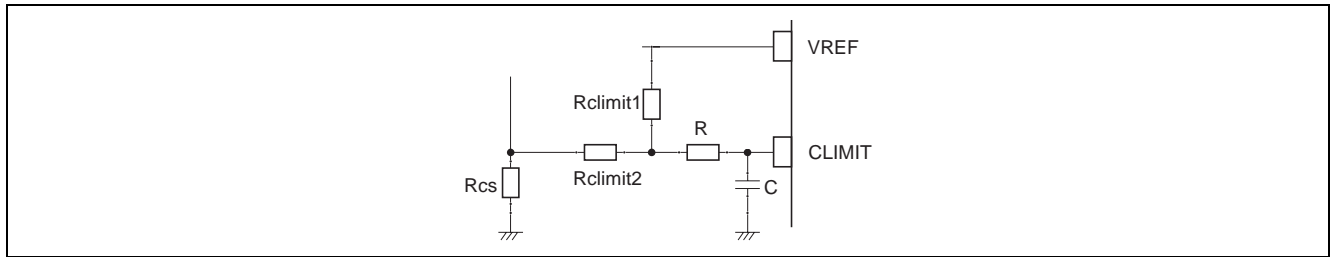 VREF
Rclimit1
R
CLIMIT
Rclimit2
Rcs
C